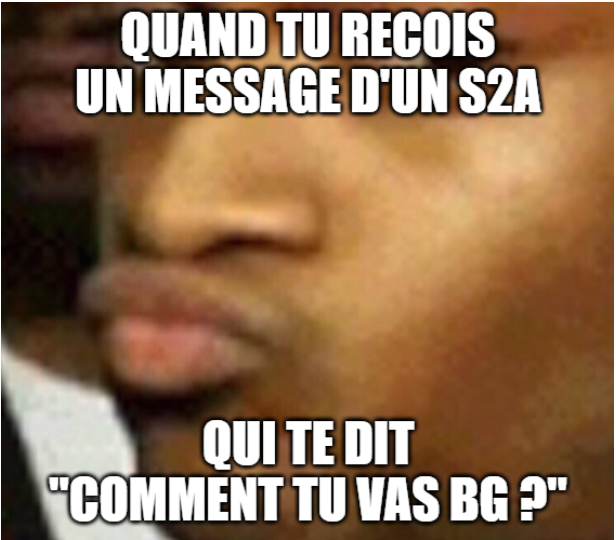 QUAND TU RECOIS
UN MESSAGE D'UN S2A
QUI TE DIT
"COMMENT TU VAS BG ?"